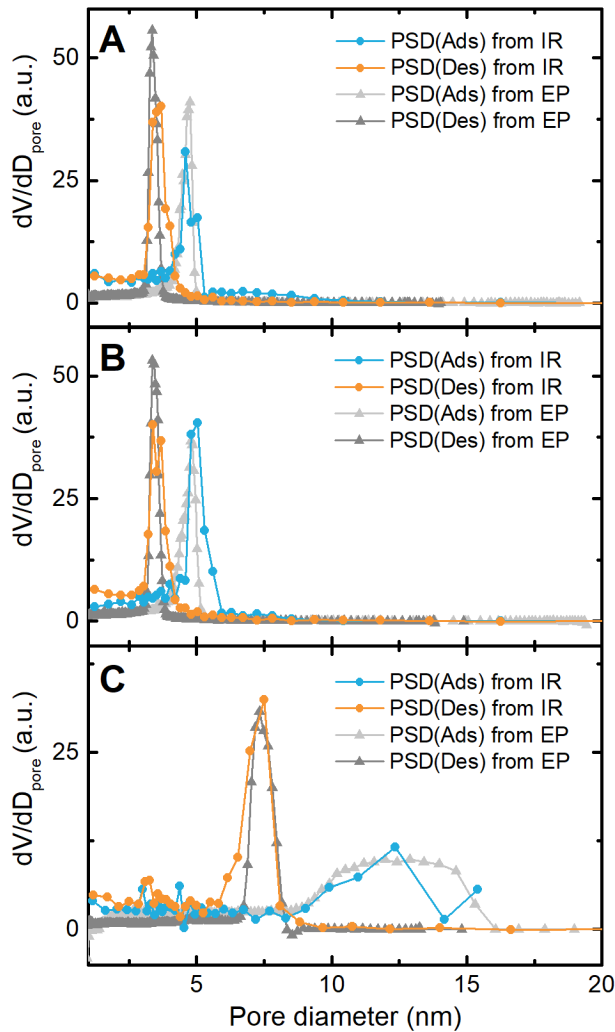 A
PSD(Ads) from IR
PSD(Des) from IR
PSD(Ads) from EP
PSD(Des) from EP
dV/dD_pore (a.u.)
50
25
0
B
PSD(Ads) from IR
PSD(Des) from IR
PSD(Ads) from EP
PSD(Des) from EP
dV/dD_pore (a.u.)
50
25
0
C
PSD(Ads) from IR
PSD(Des) from IR
PSD(Ads) from EP
PSD(Des) from EP
dV/dD_pore (a.u.)
25
0
5 10 15 20
Pore diameter (nm)